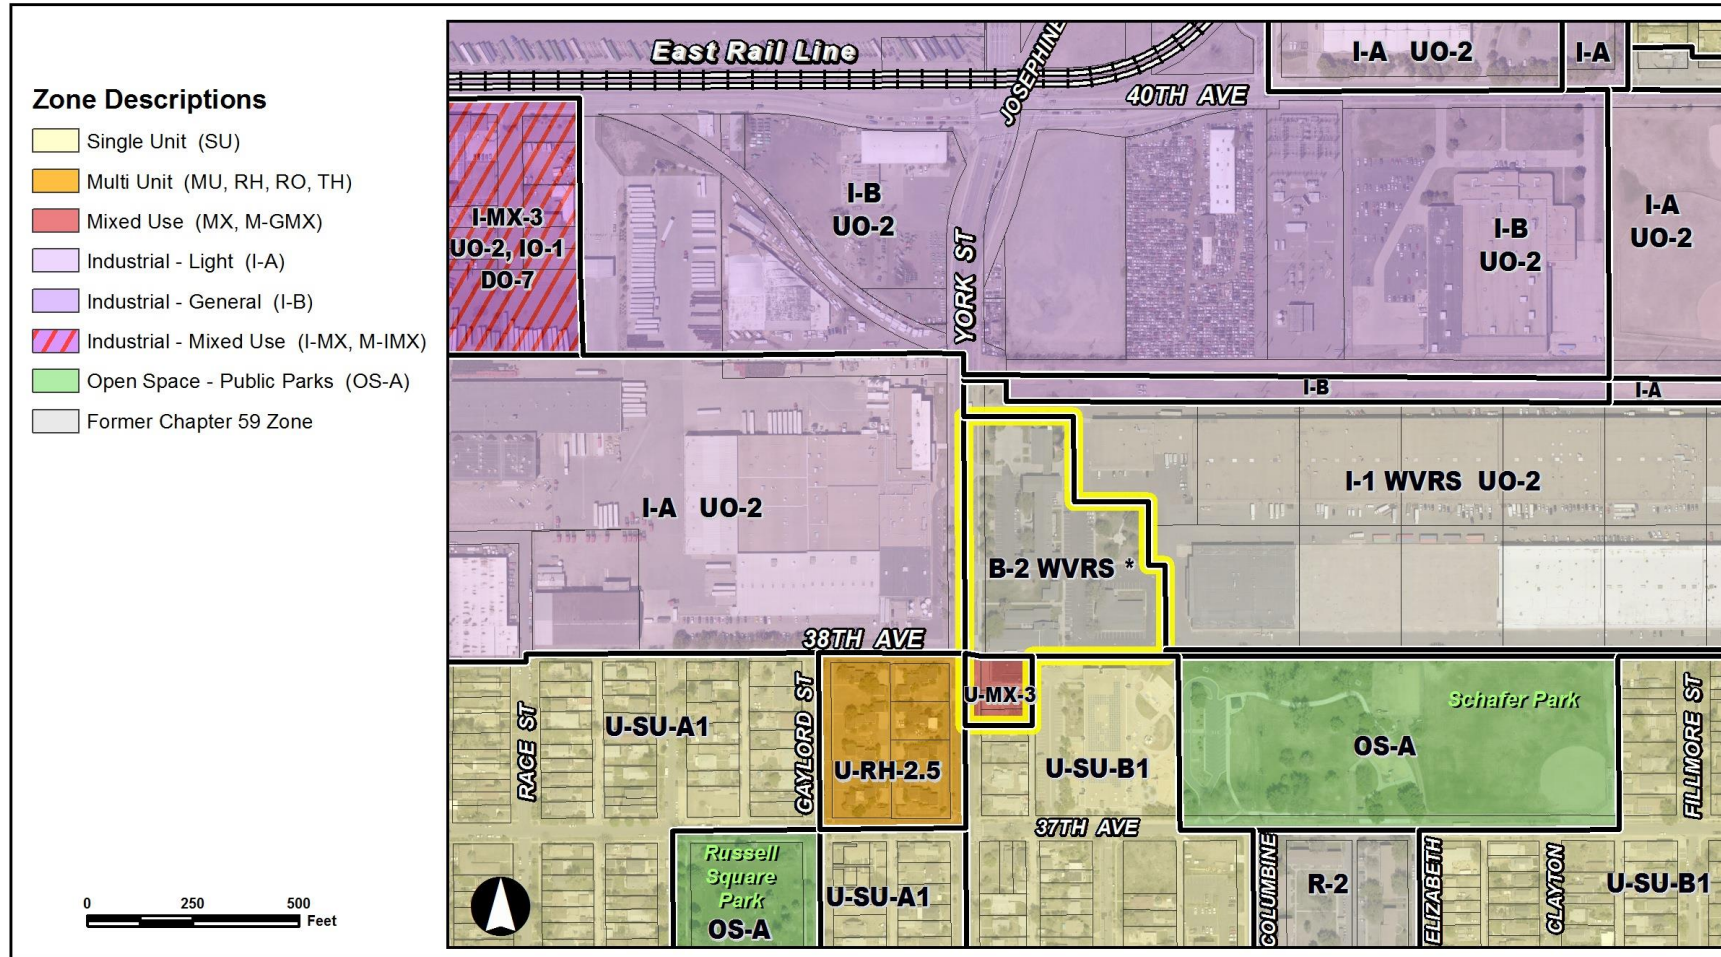 Zone Descriptions
Single Unit (SU)
Multi Unit (MU, RH, RO, TH)
Mixed Use (MX, M-GMX)
Industrial - Light (I-A)
Industrial - General (I-B)
Industrial - Mixed Use (I-MX, M-IMX)
Open Space - Public Parks (OS-A)
Former Chapter 59 Zone
0 250 500
Feet
East Rail Line
JOSEPHINE
40TH AVE
I-A UO-2
I-A
I-MX-3
UO-2, IO-1
DO-7
I-B
UO-2
YORK ST
I-B
UO-2
I-A
UO-2
I-B
I-A
I-A UO-2
I-1 WVRS UO-2
B-2 WVRS *
38TH AVE
RACE ST
U-SU-A1
GAYLORD ST
U-RH-2.5
U-MX-3
U-SU-B1
Schafer Park
OS-A
FILLMORE ST
37TH AVE
Russell
Square
Park
OS-A
U-SU-A1
COLUMBINE
R-2
ELIZABETH
CLAYTON
U-SU-B1